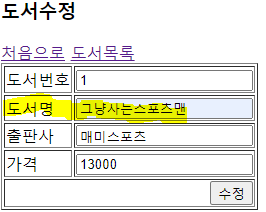 도서수정
처음으로 도서목록
도서번호 1
도서명 그냥사는스포츠맨
출판사 매미스포츠
가격 13000
수정